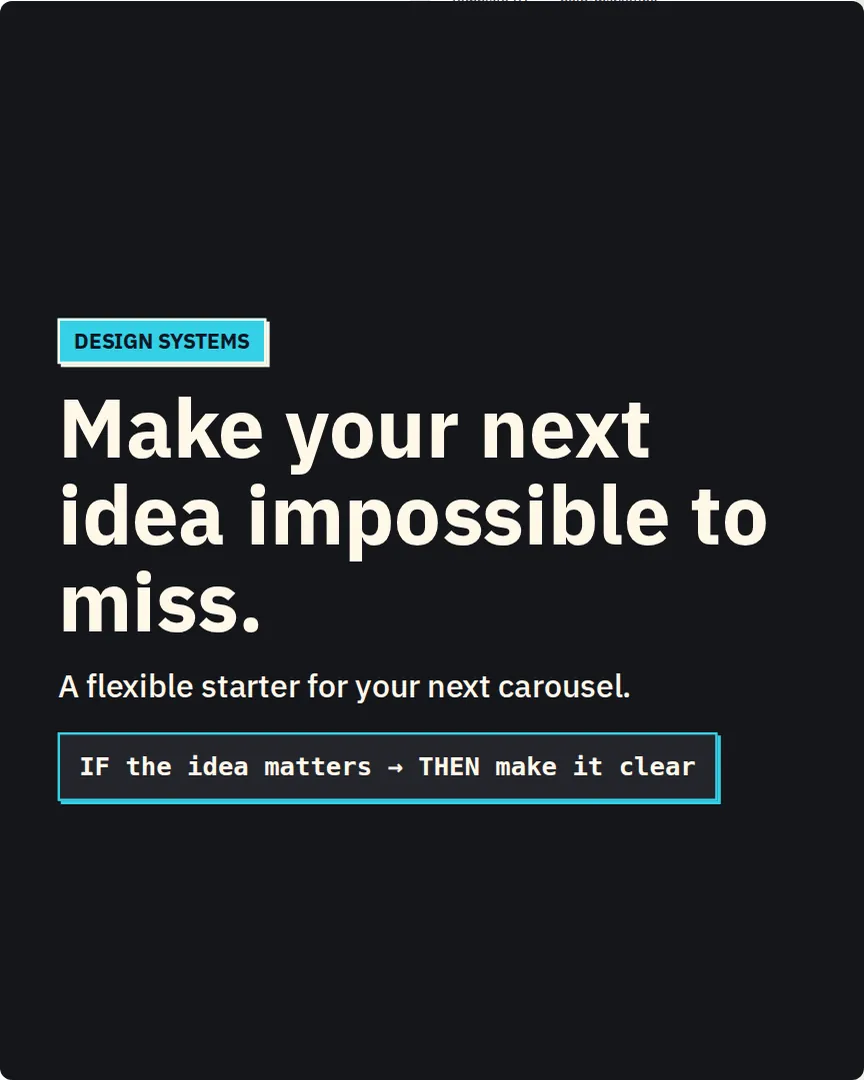 DESIGN SYSTEMS
Make your next
idea impossible to
miss.
A flexible starter for your next carousel.
IF the idea matters → THEN make it clear